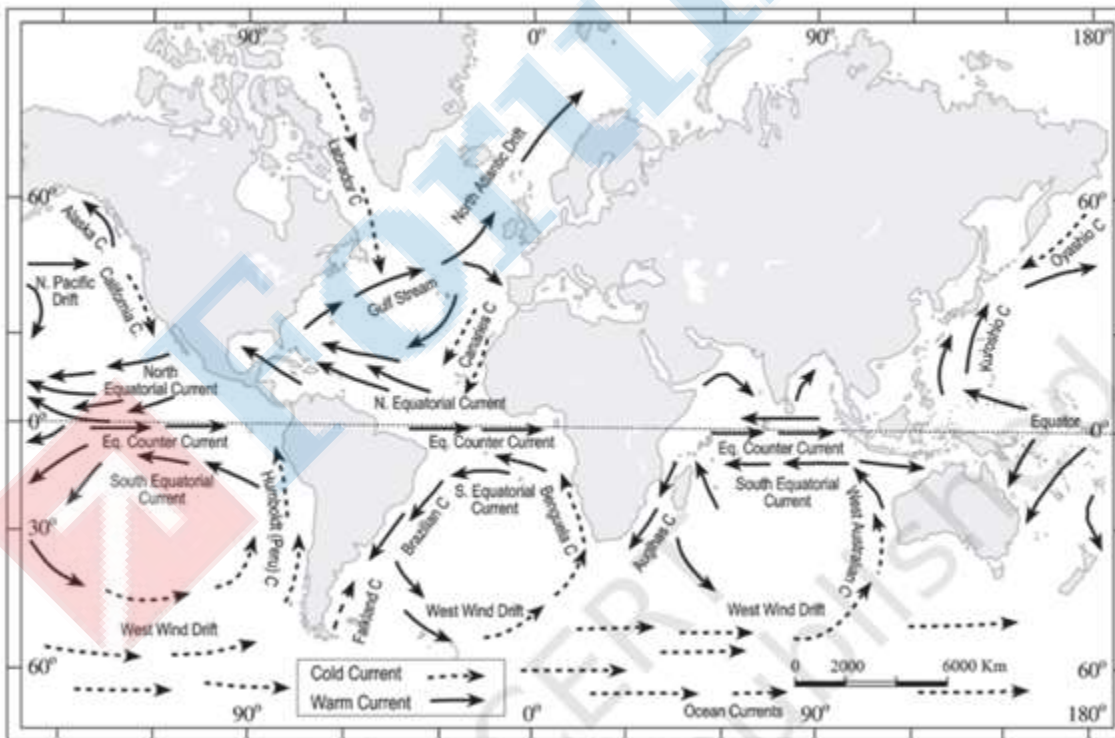 90°
0°
90°
180°
Labrador C
North Atlantic Drift
60°
60°
Alaska C.
Oyashio C
N. Pacific
Drift
California C.
Gulf Stream
Canaries C
Kuroshio C
North
Equatorial Current
N. Equatorial Current
Equator
0°
0°
Eq. Counter Current
Eq. Counter Current
Eq. Counter Current
South Equatorial
Current
Humboldt (Peru) C
S. Equatorial
Current
Benguela C
South Equatorial
Current
West Australian C
30°
Brazilian C
Agulhas C
Falkland C
West Wind Drift
West Wind Drift
West Wind Drift
60°
60°
Cold Current
Warm Current
0 2000 6000 Km
Ocean Currents
90°
0°
90°
180°